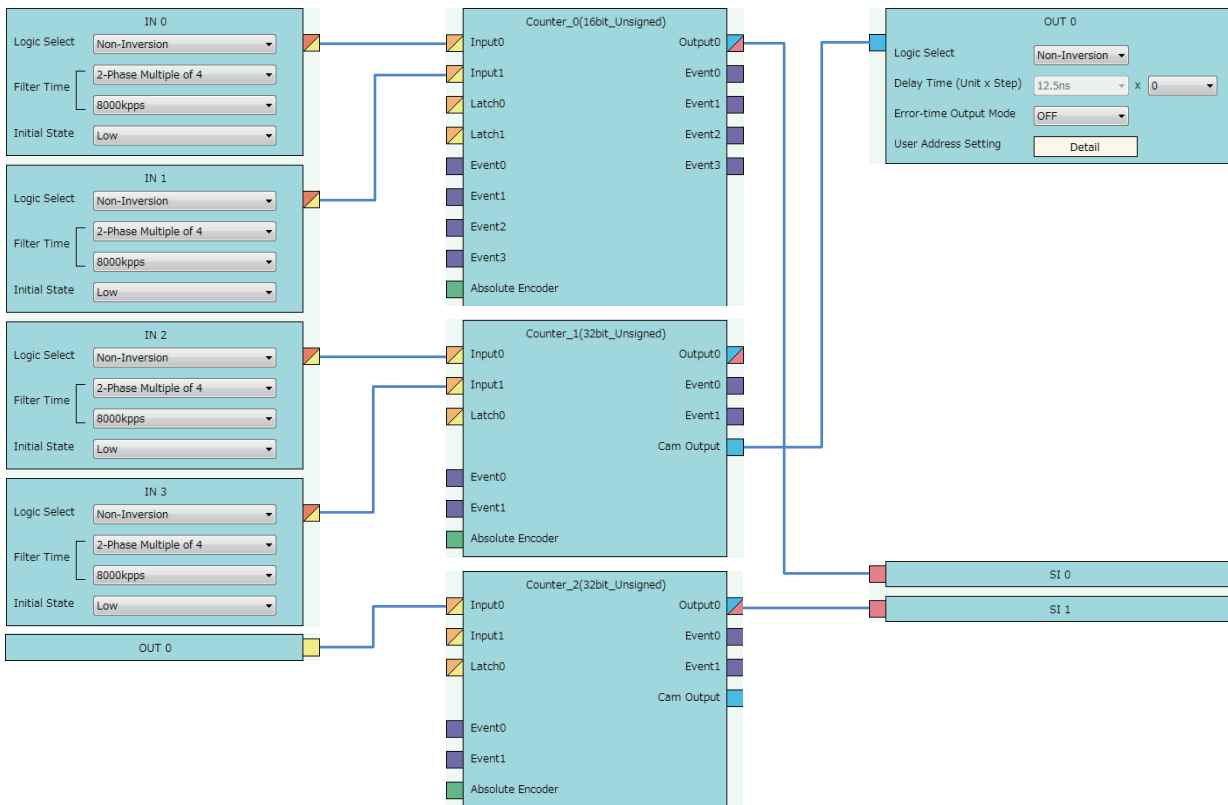 IN 0
Logic Select
Non-Inversion
Filter Time
2-Phase Multiple of 4
8000kpps
Initial State
Low
IN 1
Logic Select
Non-Inversion
Filter Time
2-Phase Multiple of 4
8000kpps
Initial State
Low
IN 2
Logic Select
Non-Inversion
Filter Time
2-Phase Multiple of 4
8000kpps
Initial State
Low
IN 3
Logic Select
Non-Inversion
Filter Time
2-Phase Multiple of 4
8000kpps
Initial State
Low
OUT 0
Counter_0(16bit_Unsigned)
Input0 Output0
Input1 Event0
Latch0 Event1
Latch1 Event2
Event0 Event3
Event1
Event2
Event3
Absolute Encoder
Counter_1(32bit_Unsigned)
Input0 Output0
Input1 Event0
Latch0 Event1
Cam Output
Event0
Event1
Absolute Encoder
Counter_2(32bit_Unsigned)
Input0 Output0
Input1 Event0
Latch0 Event1
Cam Output
Event0
Event1
Absolute Encoder
OUT 0
Logic Select Non-Inversion
Delay Time (Unit x Step) 12.5ns x 0
Error-time Output Mode OFF
User Address Setting Detail
SI 0
SI 1